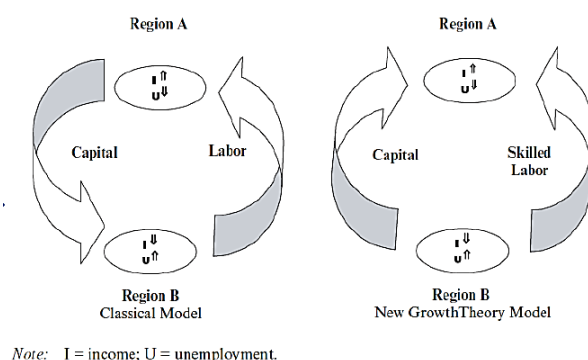 Region A
I ⇑
U ⇓
Capital
Labor
I ⇓
U ⇑
Region B
Classical Model
Region A
I ⇑
U ⇓
Capital
Skilled
Labor
I ⇓
U ⇑
Region B
New GrowthTheory Model
Note: I = income; U = unemployment.